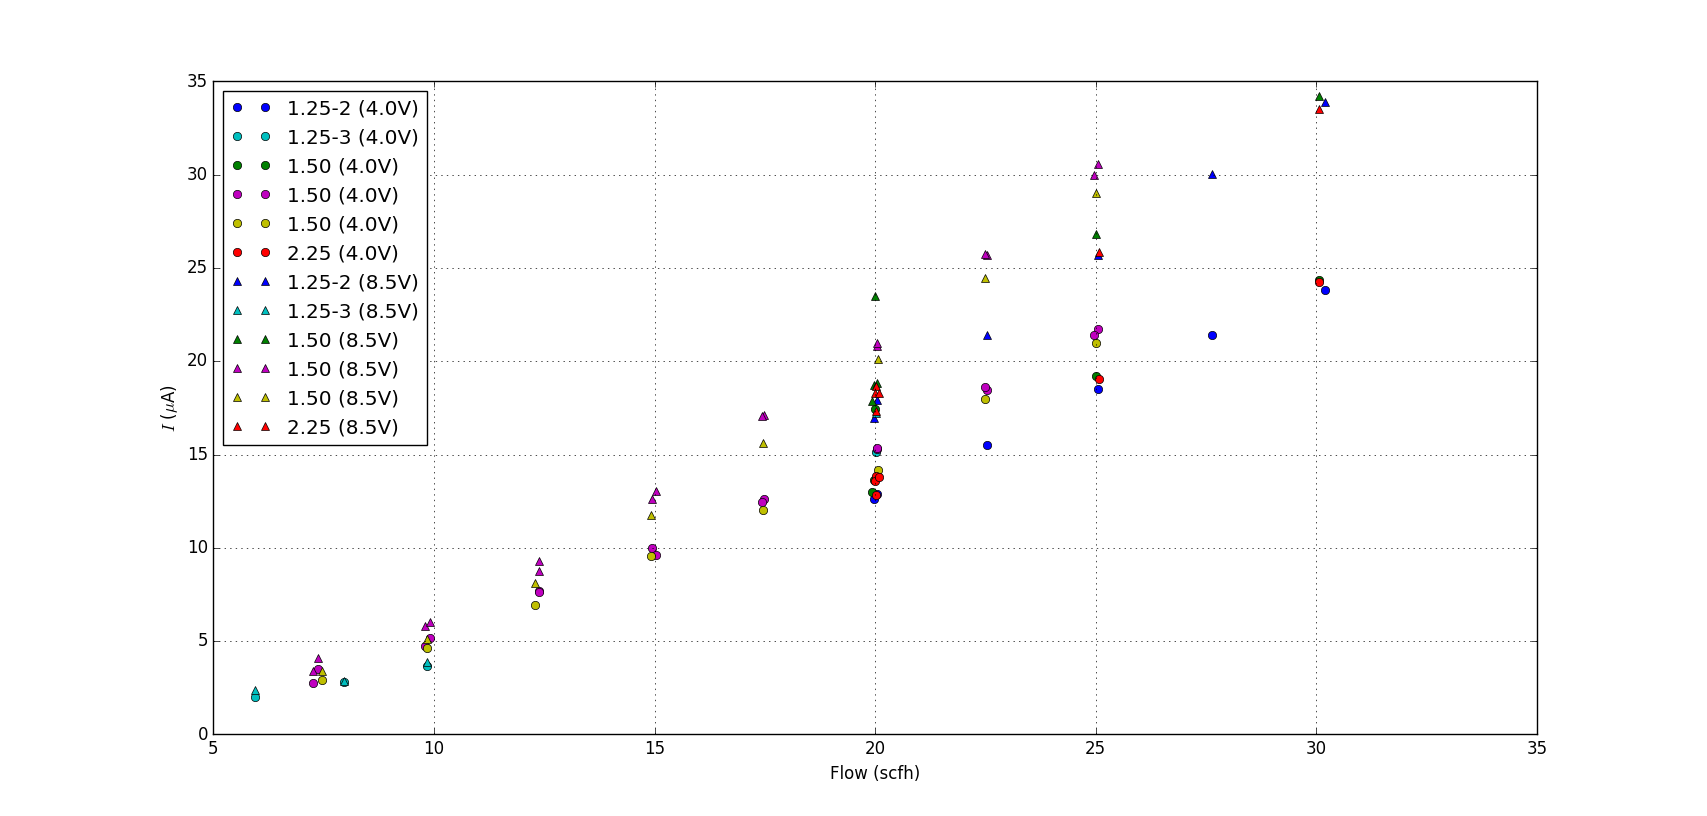 35
30
25
20
15
10
5
0
I (μA)
1.25-2 (4.0V)
1.25-3 (4.0V)
1.50 (4.0V)
1.50 (4.0V)
1.50 (4.0V)
2.25 (4.0V)
1.25-2 (8.5V)
1.25-3 (8.5V)
1.50 (8.5V)
1.50 (8.5V)
1.50 (8.5V)
2.25 (8.5V)
5 10 15 20 25 30 35
Flow (scfh)